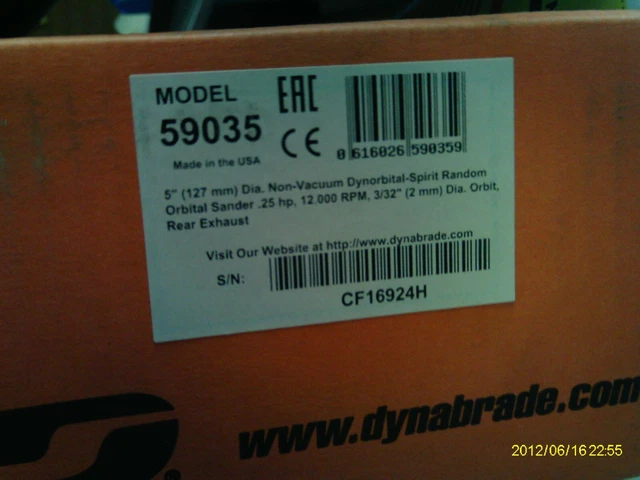 MODEL
59035
Made in the USA
EAC
CE
0 616026 590359
5" (127 mm) Dia. Non-Vacuum Dynorbital-Spirit Random
Orbital Sander .25 hp, 12.000 RPM, 3/32" (2 mm) Dia. Orbit,
Rear Exhaust
Visit Our Website at http://www.dynabrade.com
S/N:
CF16924H
www.dynabrade.com
®
2012/06/16 22:55